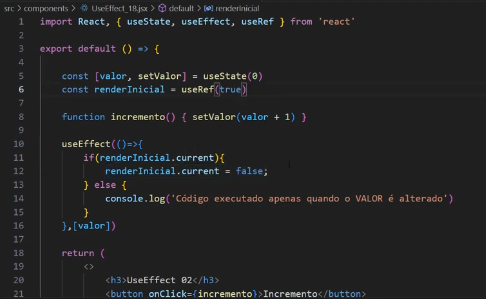 src > components > UseEffect_18.jsx > default > renderInicial
1 import React, { useState, useEffect, useRef } from 'react'
2
3 export default () => {
4
5 const [valor, setValor] = useState(0)
6 const renderInicial = useRef(true)
7
8 function incremento() { setValor(valor + 1) }
9
10 useEffect(()=>{
11 if(renderInicial.current){
12 renderInicial.current = false;
13 } else {
14 console.log('Código executado apenas quando o VALOR é alterado')
15 }
16 },[valor])
17
18 return (
19 <>
20 <h3>UseEffect 02</h3>
21 <button onClick={incremento}>Incremento</button>